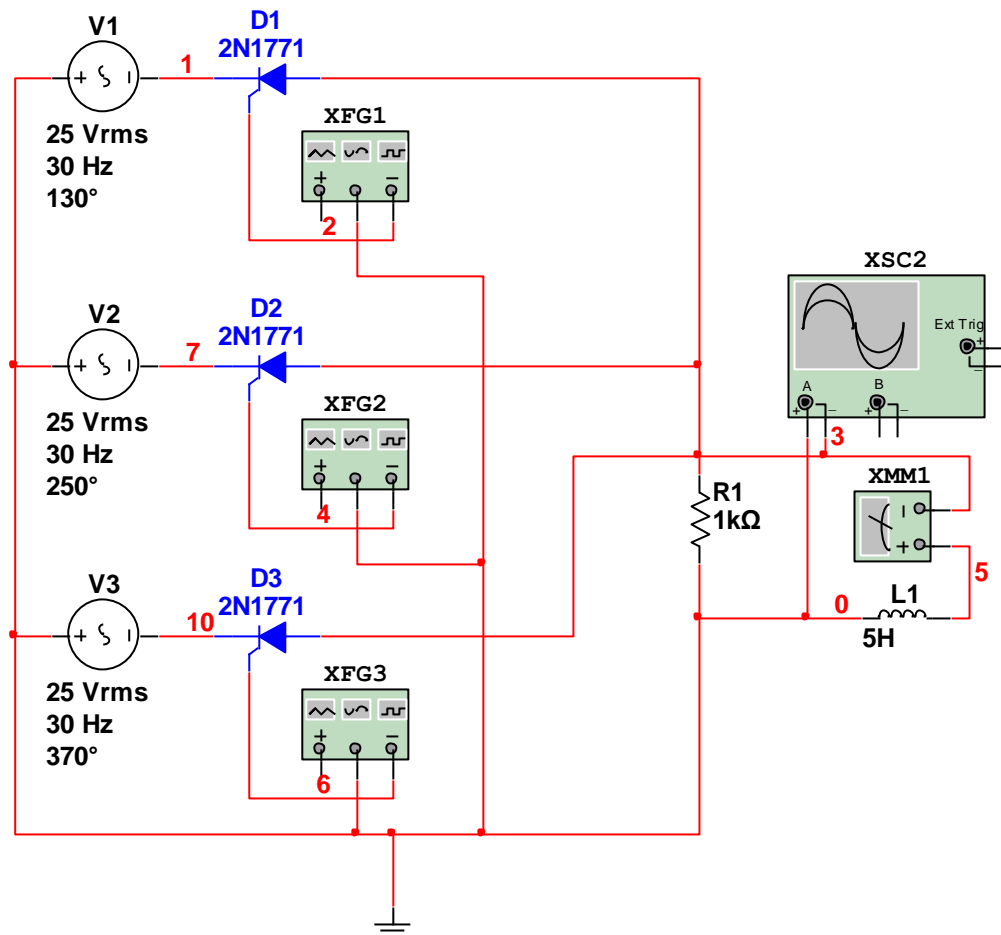 V1
D1
2N1771
1
XFG1
+ −
25 Vrms
30 Hz
130°
2
XSC2
Ext Trig
+
−
A
B
+ −
+ −
V2
D2
2N1771
7
XFG2
+ −
25 Vrms
30 Hz
250°
4
3
R1
1kΩ
XMM1
5
V3
D3
2N1771
10
XFG3
+ −
25 Vrms
30 Hz
370°
6
0
L1
5H